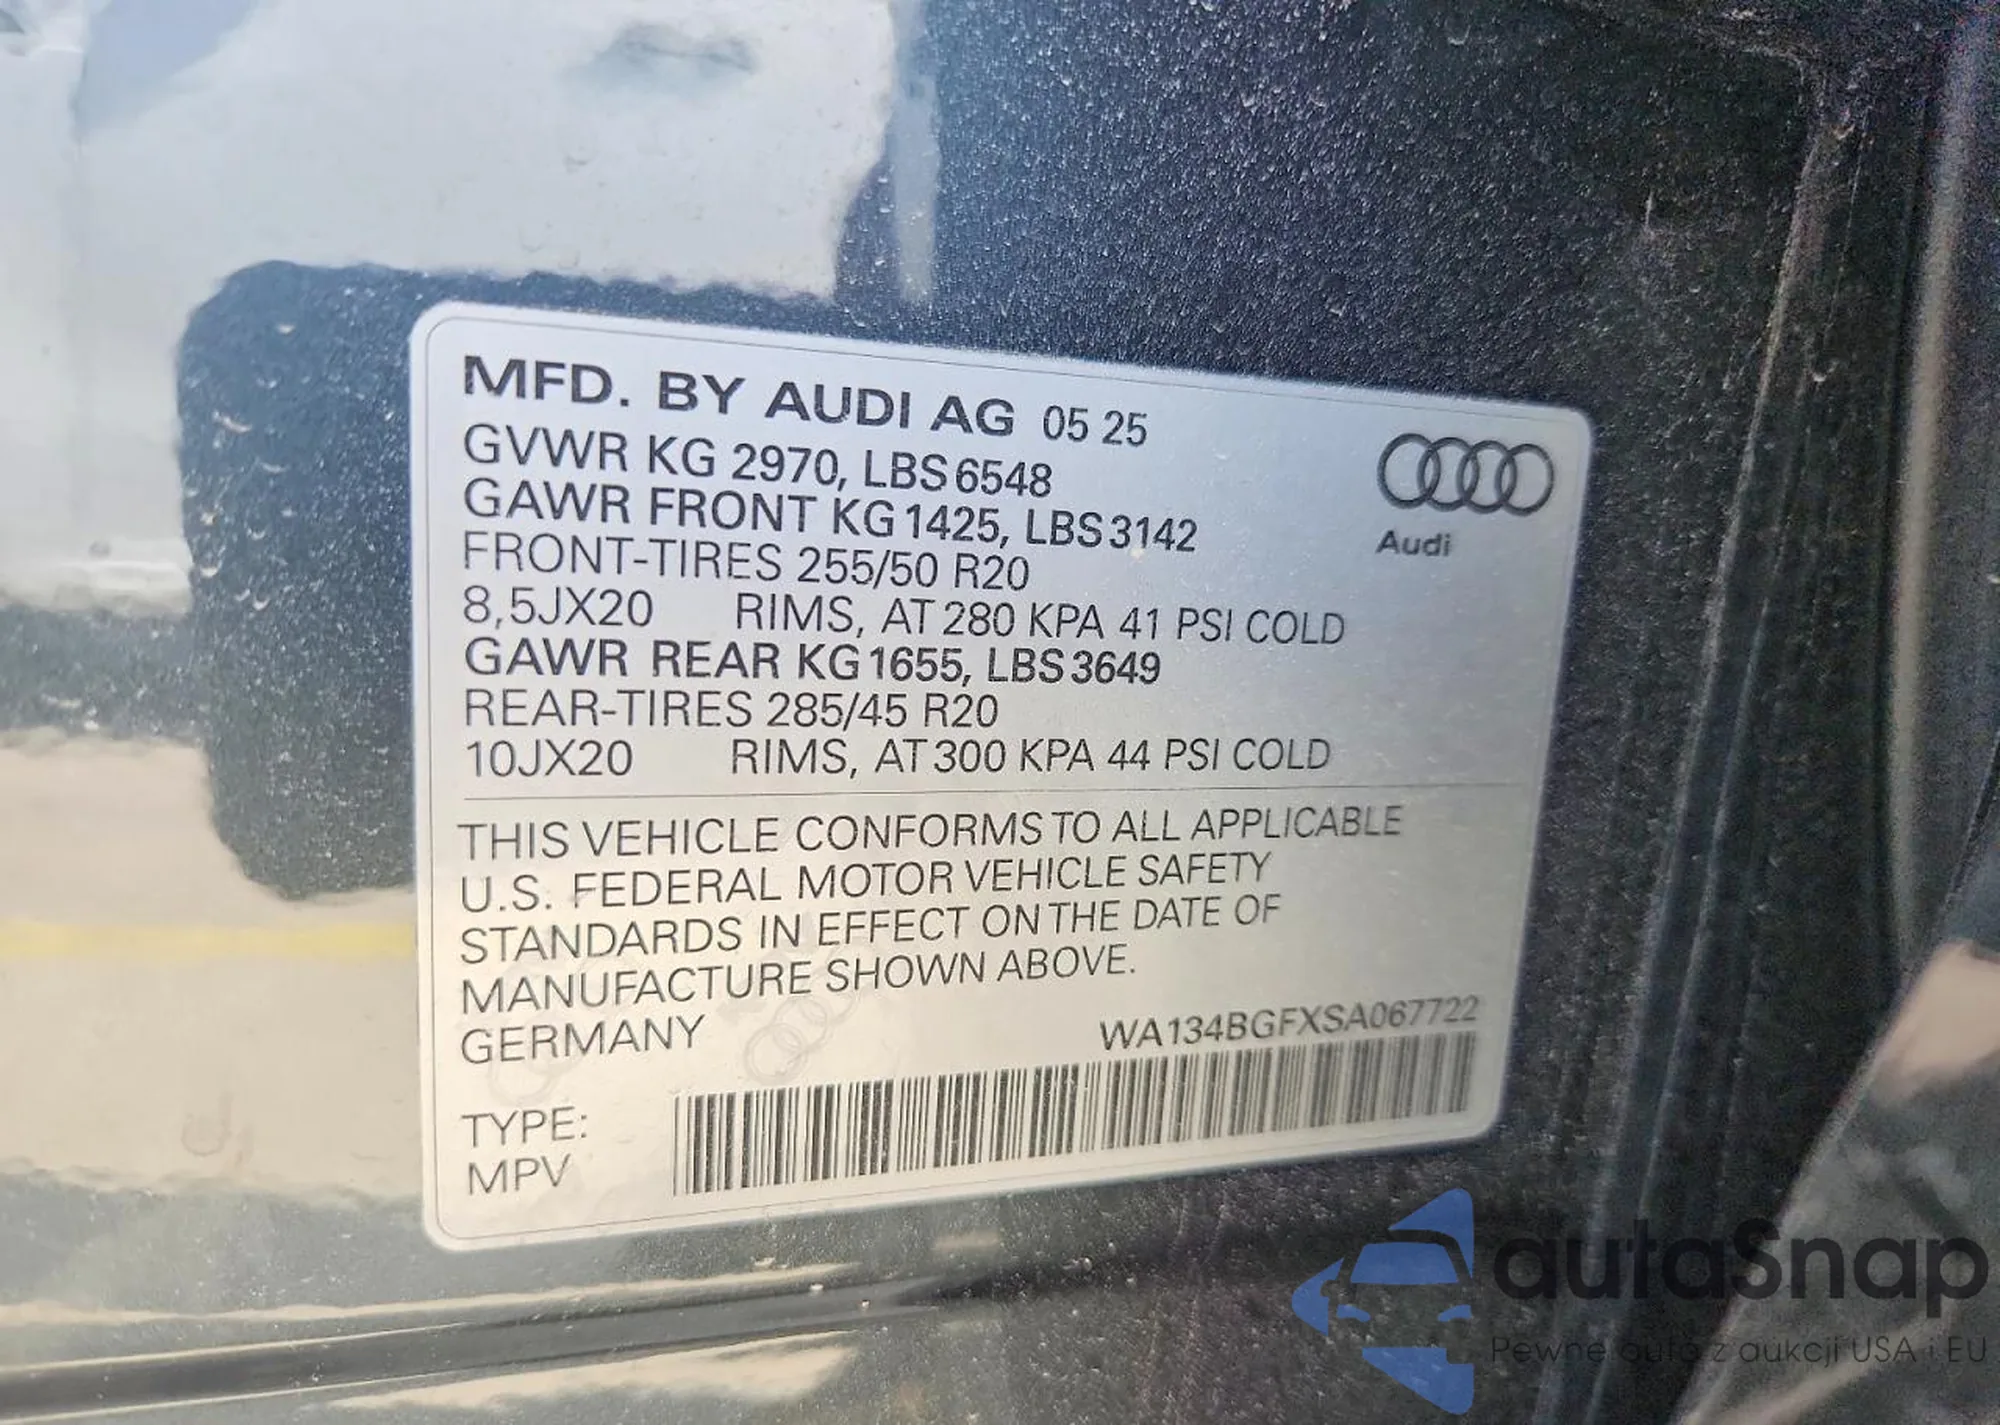 MFD. BY AUDI AG 05 25
GVWR KG 2970, LBS 6548
GAWR FRONT KG 1425, LBS 3142
FRONT-TIRES 255/50 R20
8,5JX20 RIMS, AT 280 KPA 41 PSI COLD
GAWR REAR KG 1655, LBS 3649
REAR-TIRES 285/45 R20
10JX20 RIMS, AT 300 KPA 44 PSI COLD
Audi
THIS VEHICLE CONFORMS TO ALL APPLICABLE
U.S. FEDERAL MOTOR VEHICLE SAFETY
STANDARDS IN EFFECT ON THE DATE OF
MANUFACTURE SHOWN ABOVE.
GERMANY WA134BGFXSA067722
TYPE:
MPV
autaSnap
Pewne auta z aukcji USA i EU